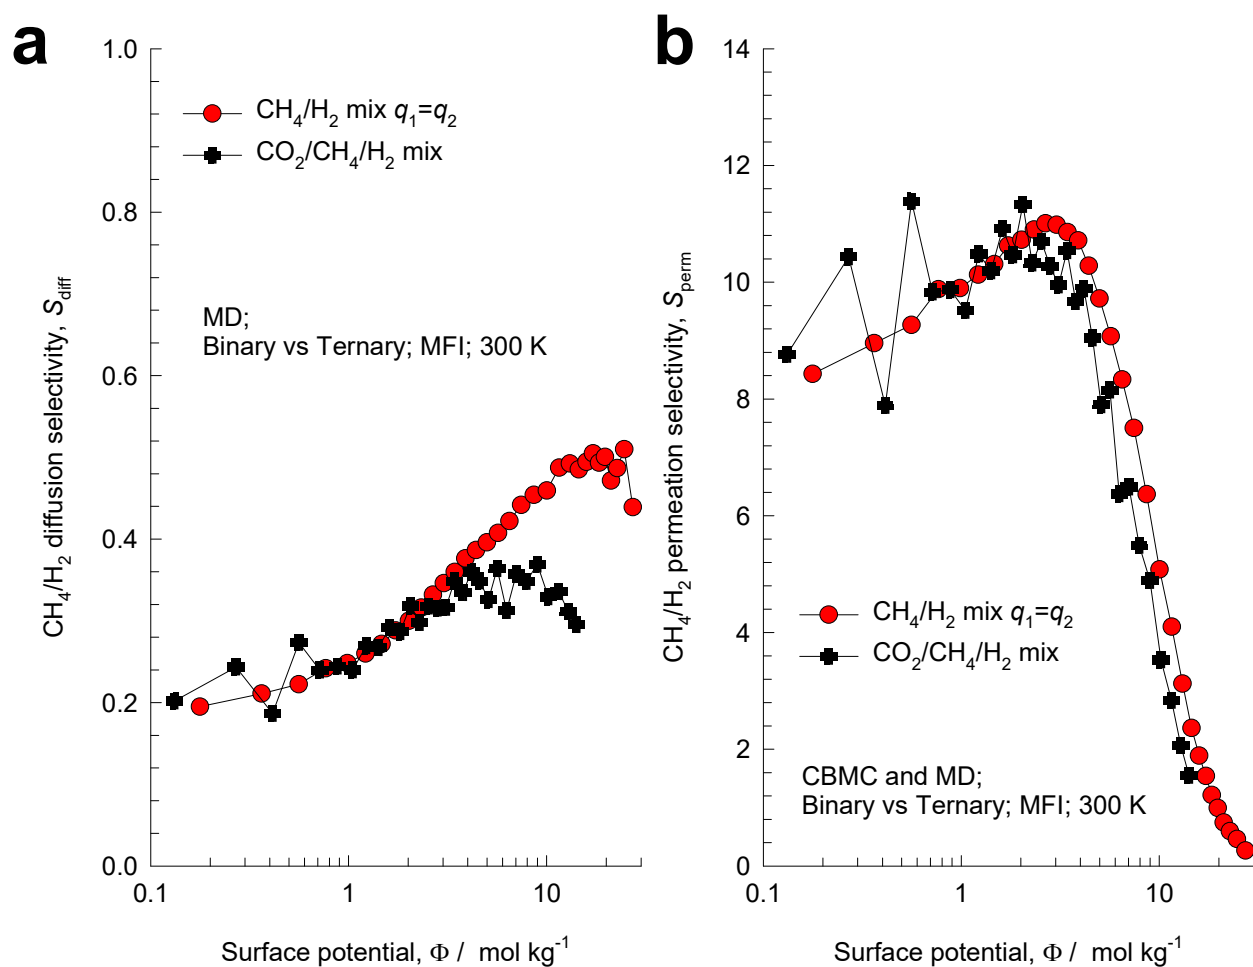 a
1.0
0.8
0.6
0.4
0.2
0.0
0.1
1
10
CH4/H2 diffusion selectivity, Sdiff
CH4/H2 mix q1=q2
CO2/CH4/H2 mix
MD;
Binary vs Ternary; MFI; 300 K
Surface potential, Φ / mol kg-1
b
14
12
10
8
6
4
2
0
0.1
1
10
CH4/H2 permeation selectivity, Sperm
CH4/H2 mix q1=q2
CO2/CH4/H2 mix
CBMC and MD;
Binary vs Ternary; MFI; 300 K
Surface potential, Φ / mol kg-1